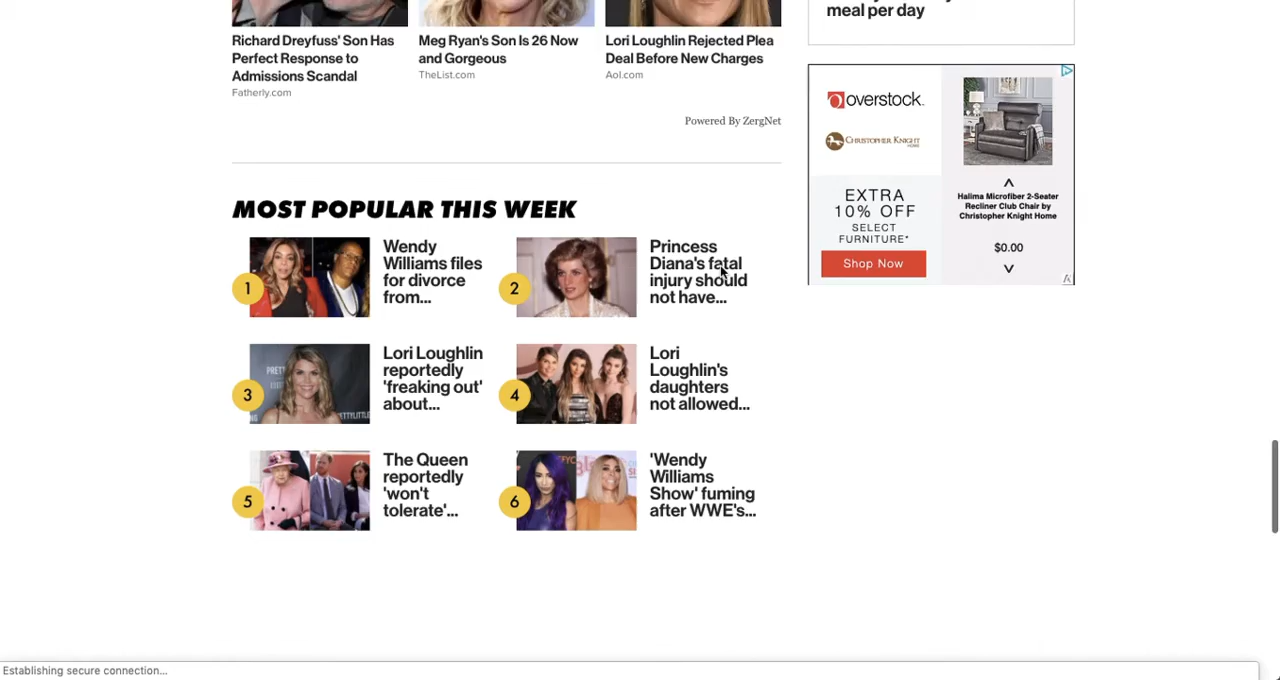 meal per day
Richard Dreyfuss' Son Has
Perfect Response to
Admissions Scandal
Fatherly.com
Meg Ryan's Son Is 26 Now
and Gorgeous
TheList.com
Lori Loughlin Rejected Plea
Deal Before New Charges
Aol.com
Powered By ZergNet
overstock.
CHRISTOPHER KNIGHT
HOME
EXTRA
10% OFF
SELECT
FURNITURE*
Shop Now
Halima Microfiber 2-Seater
Recliner Club Chair by
Christopher Knight Home
$0.00
MOST POPULAR THIS WEEK
1
Wendy
Williams files
for divorce
from...
2
Princess
Diana's fatal
injury should
not have...
3
Lori Loughlin
reportedly
'freaking out'
about...
4
Lori
Loughlin's
daughters
not allowed...
5
The Queen
reportedly
'won't
tolerate'...
6
'Wendy
Williams
Show' fuming
after WWE's...
Establishing secure connection...